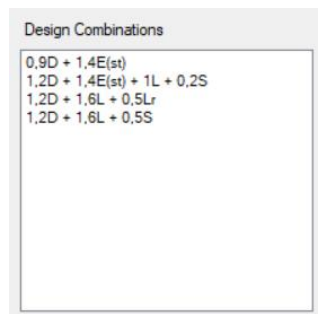 Design Combinations
0,9D + 1,4E(st)
1,2D + 1,4E(st) + 1L + 0,2S
1,2D + 1,6L + 0,5Lr
1,2D + 1,6L + 0,5S